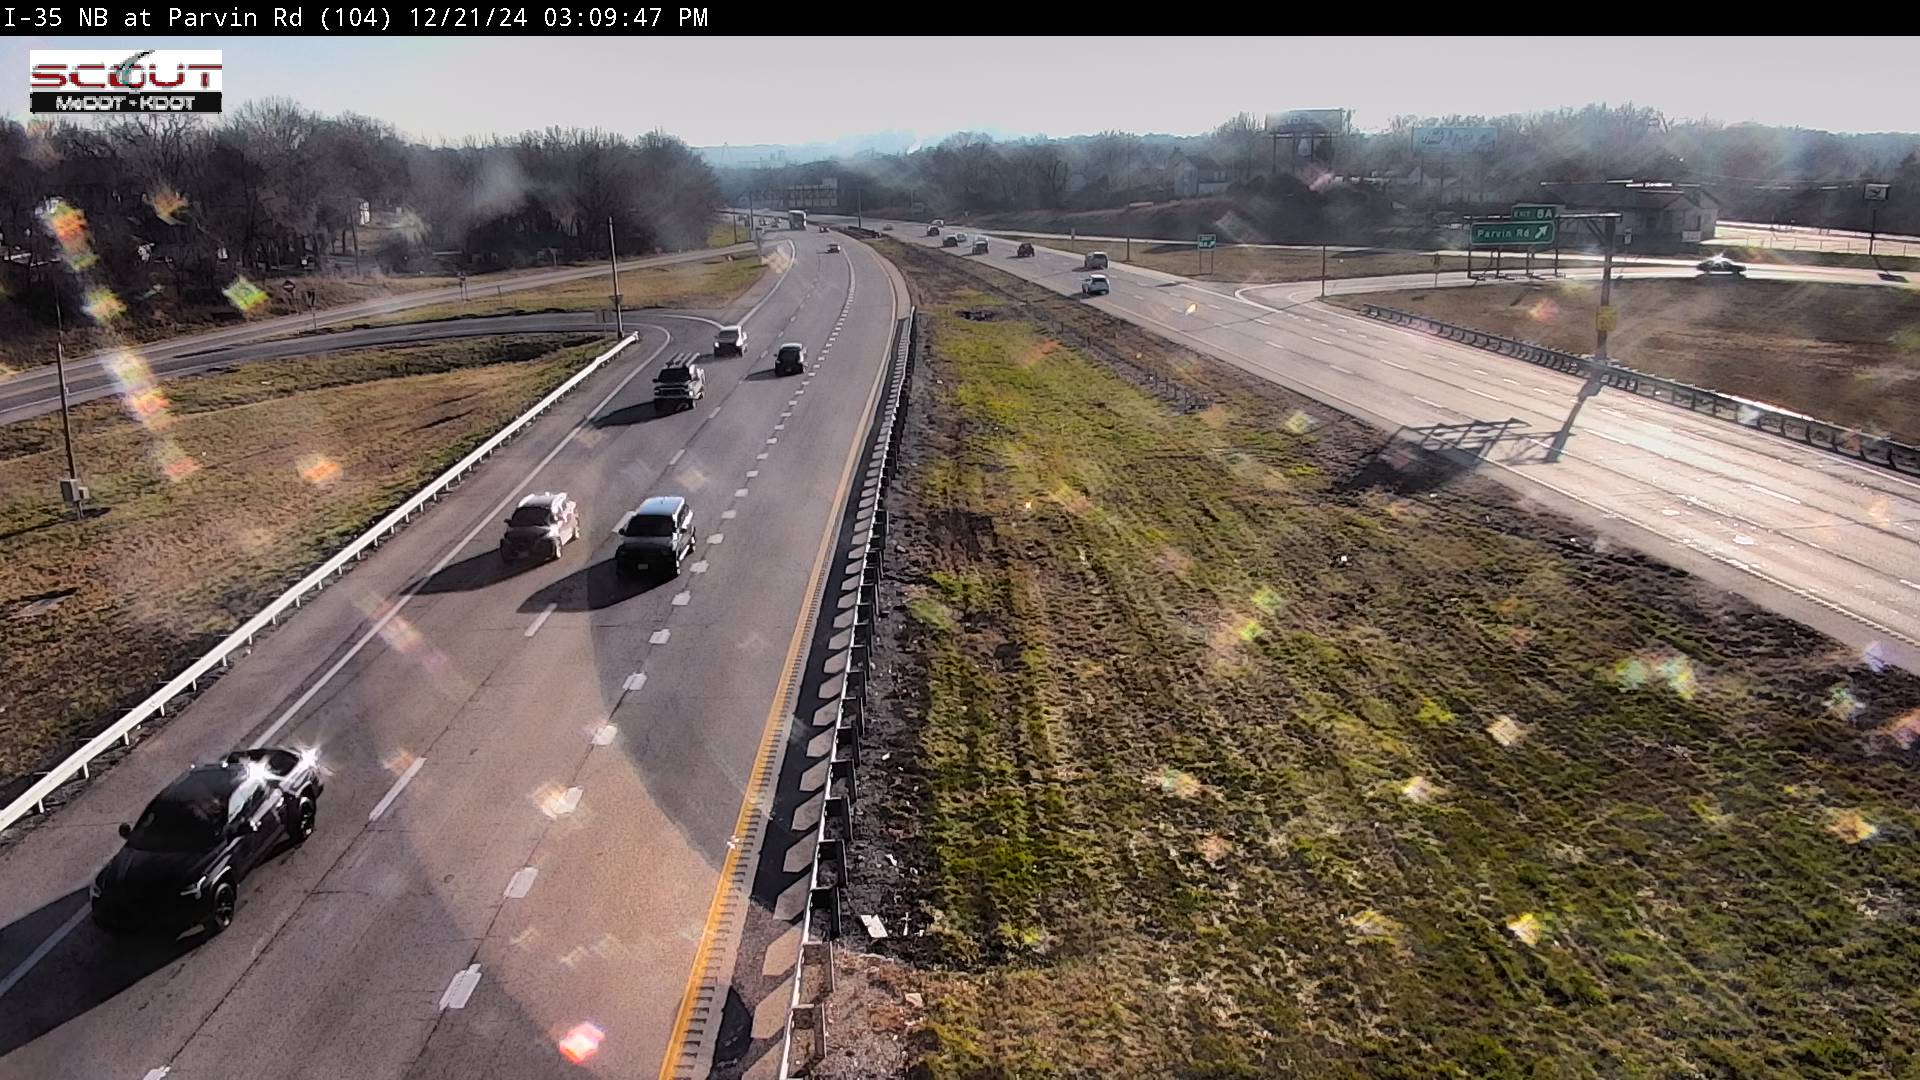 I-35 NB at Parvin Rd (104) 12/21/24 03:09:47 PM
SCOUT
MoDOT - KDOT
EXIT 8A
Parvin Rd